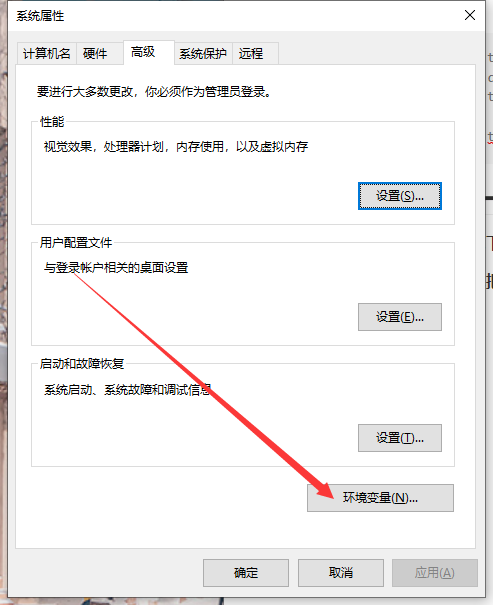 系统属性
计算机名 硬件 高级 系统保护 远程
要进行大多数更改，你必须作为管理员登录。
性能
视觉效果，处理器计划，内存使用，以及虚拟内存
设置(S)...
用户配置文件
与登录帐户相关的桌面设置
设置(E)...
启动和故障恢复
系统启动、系统故障和调试信息
设置(T)...
环境变量(N)...
确定 取消 应用(A)